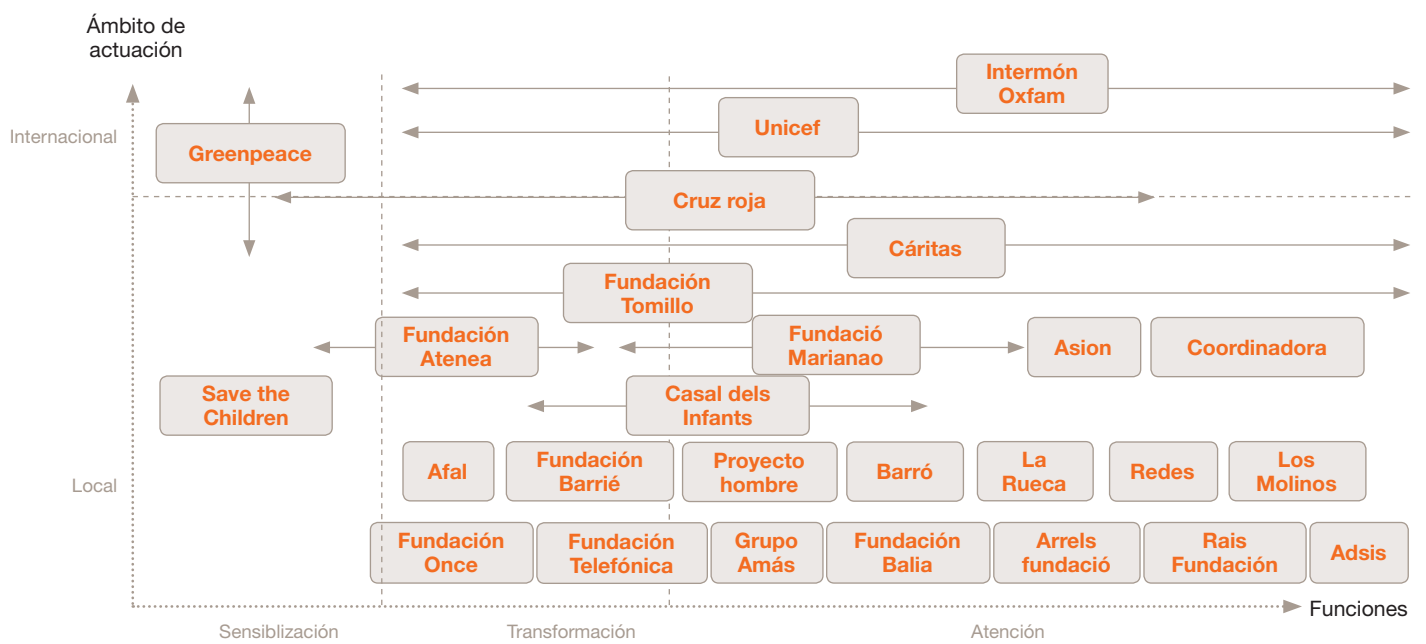 Ámbito de
actuación
Internacional
Local
Intermón
Oxfam
Unicef
Greenpeace
Cruz roja
Cáritas
Fundación
Tomillo
Fundación
Atenea
Fundació
Marianao
Asion
Coordinadora
Save the
Children
Casal dels
Infants
Afal
Fundación
Barrié
Proyecto
hombre
Barró
La
Rueca
Redes
Los
Molinos
Fundación
Once
Fundación
Telefónica
Grupo
Amás
Fundación
Balia
Arrels
fundació
Rais
Fundación
Adsis
Funciones
Sensiblización
Transformación
Atención